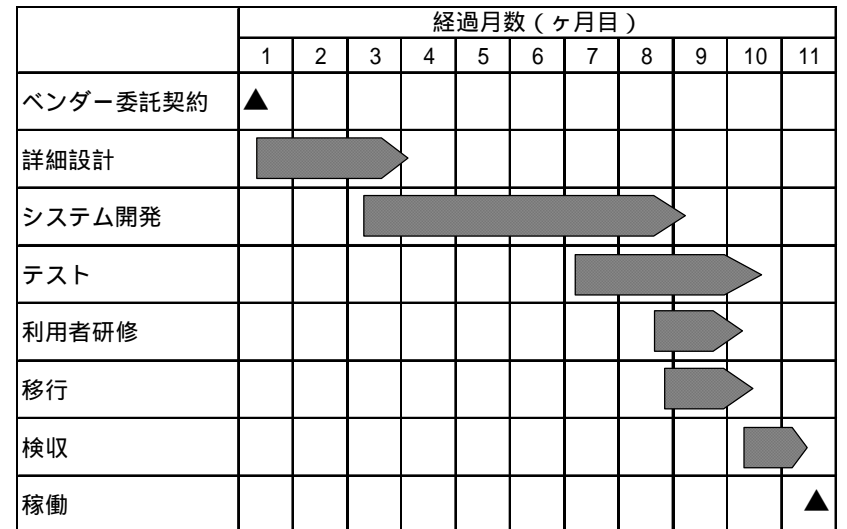 経過月数(ヶ月目)
1 2 3 4 5 6 7 8 9 10 11
ベンダー委託契約 ▲
詳細設計
システム開発
テスト
利用者研修
移行
検収
稼働 ▲